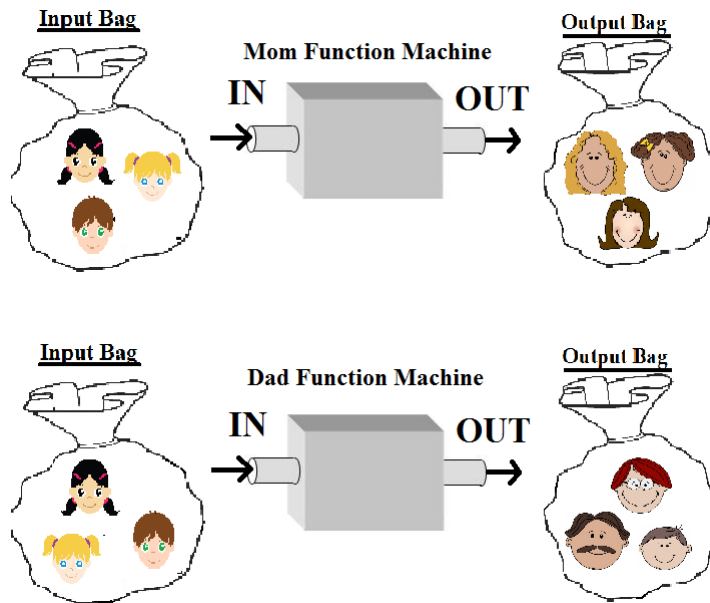 Input Bag
Output Bag
Mom Function Machine
IN
OUT
Input Bag
Output Bag
Dad Function Machine
IN
OUT